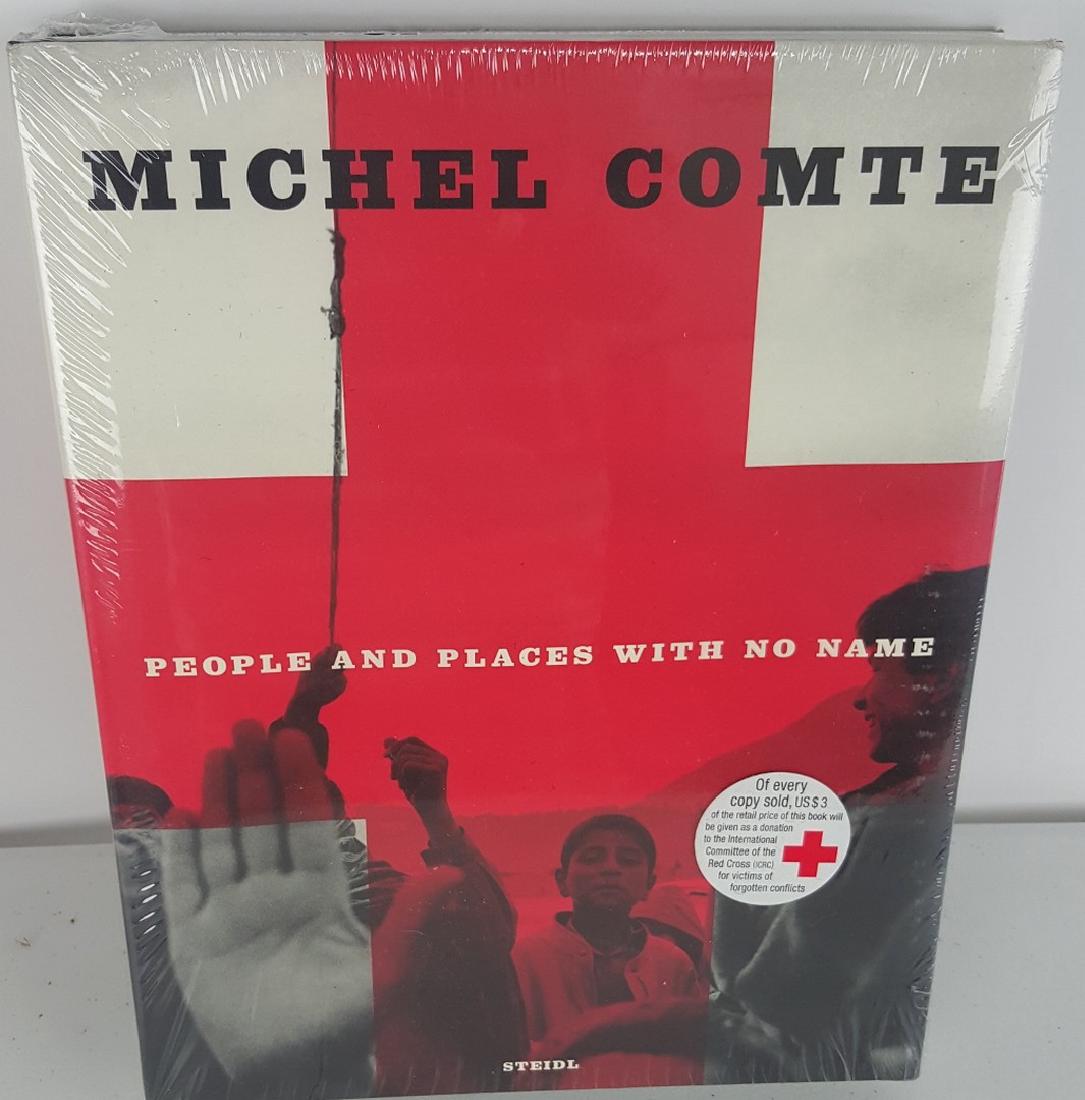 MICHEL COMTE
PEOPLE AND PLACES WITH NO NAME
Of every
copy sold, US$3
of the retail price of this book will
be given as a donation
to the International
Committee of the
Red Cross (ICRC)
for victims of
forgotten conflicts
STEIDL